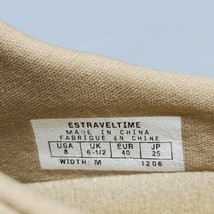 ESTRAVELTIME
MADE IN CHINA
FABRIQUE EN CHINE
USA UK EUR JP
8 6-1/2 40 25
WIDTH: M 1206